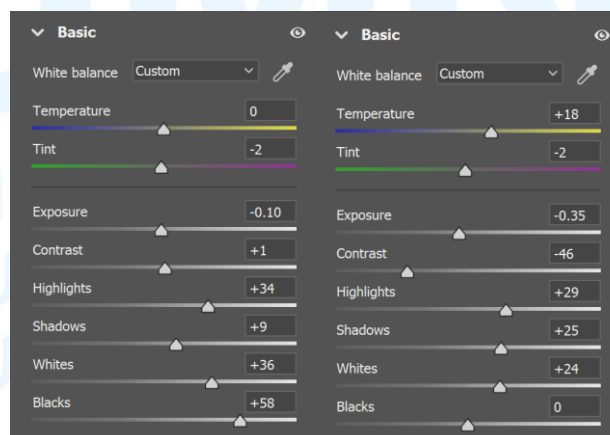 Basic
White balance Custom
Temperature 0
Tint -2
Exposure -0.10
Contrast +1
Highlights +34
Shadows +9
Whites +36
Blacks +58
Basic
White balance Custom
Temperature +18
Tint -2
Exposure -0.35
Contrast -46
Highlights +29
Shadows +25
Whites +24
Blacks 0